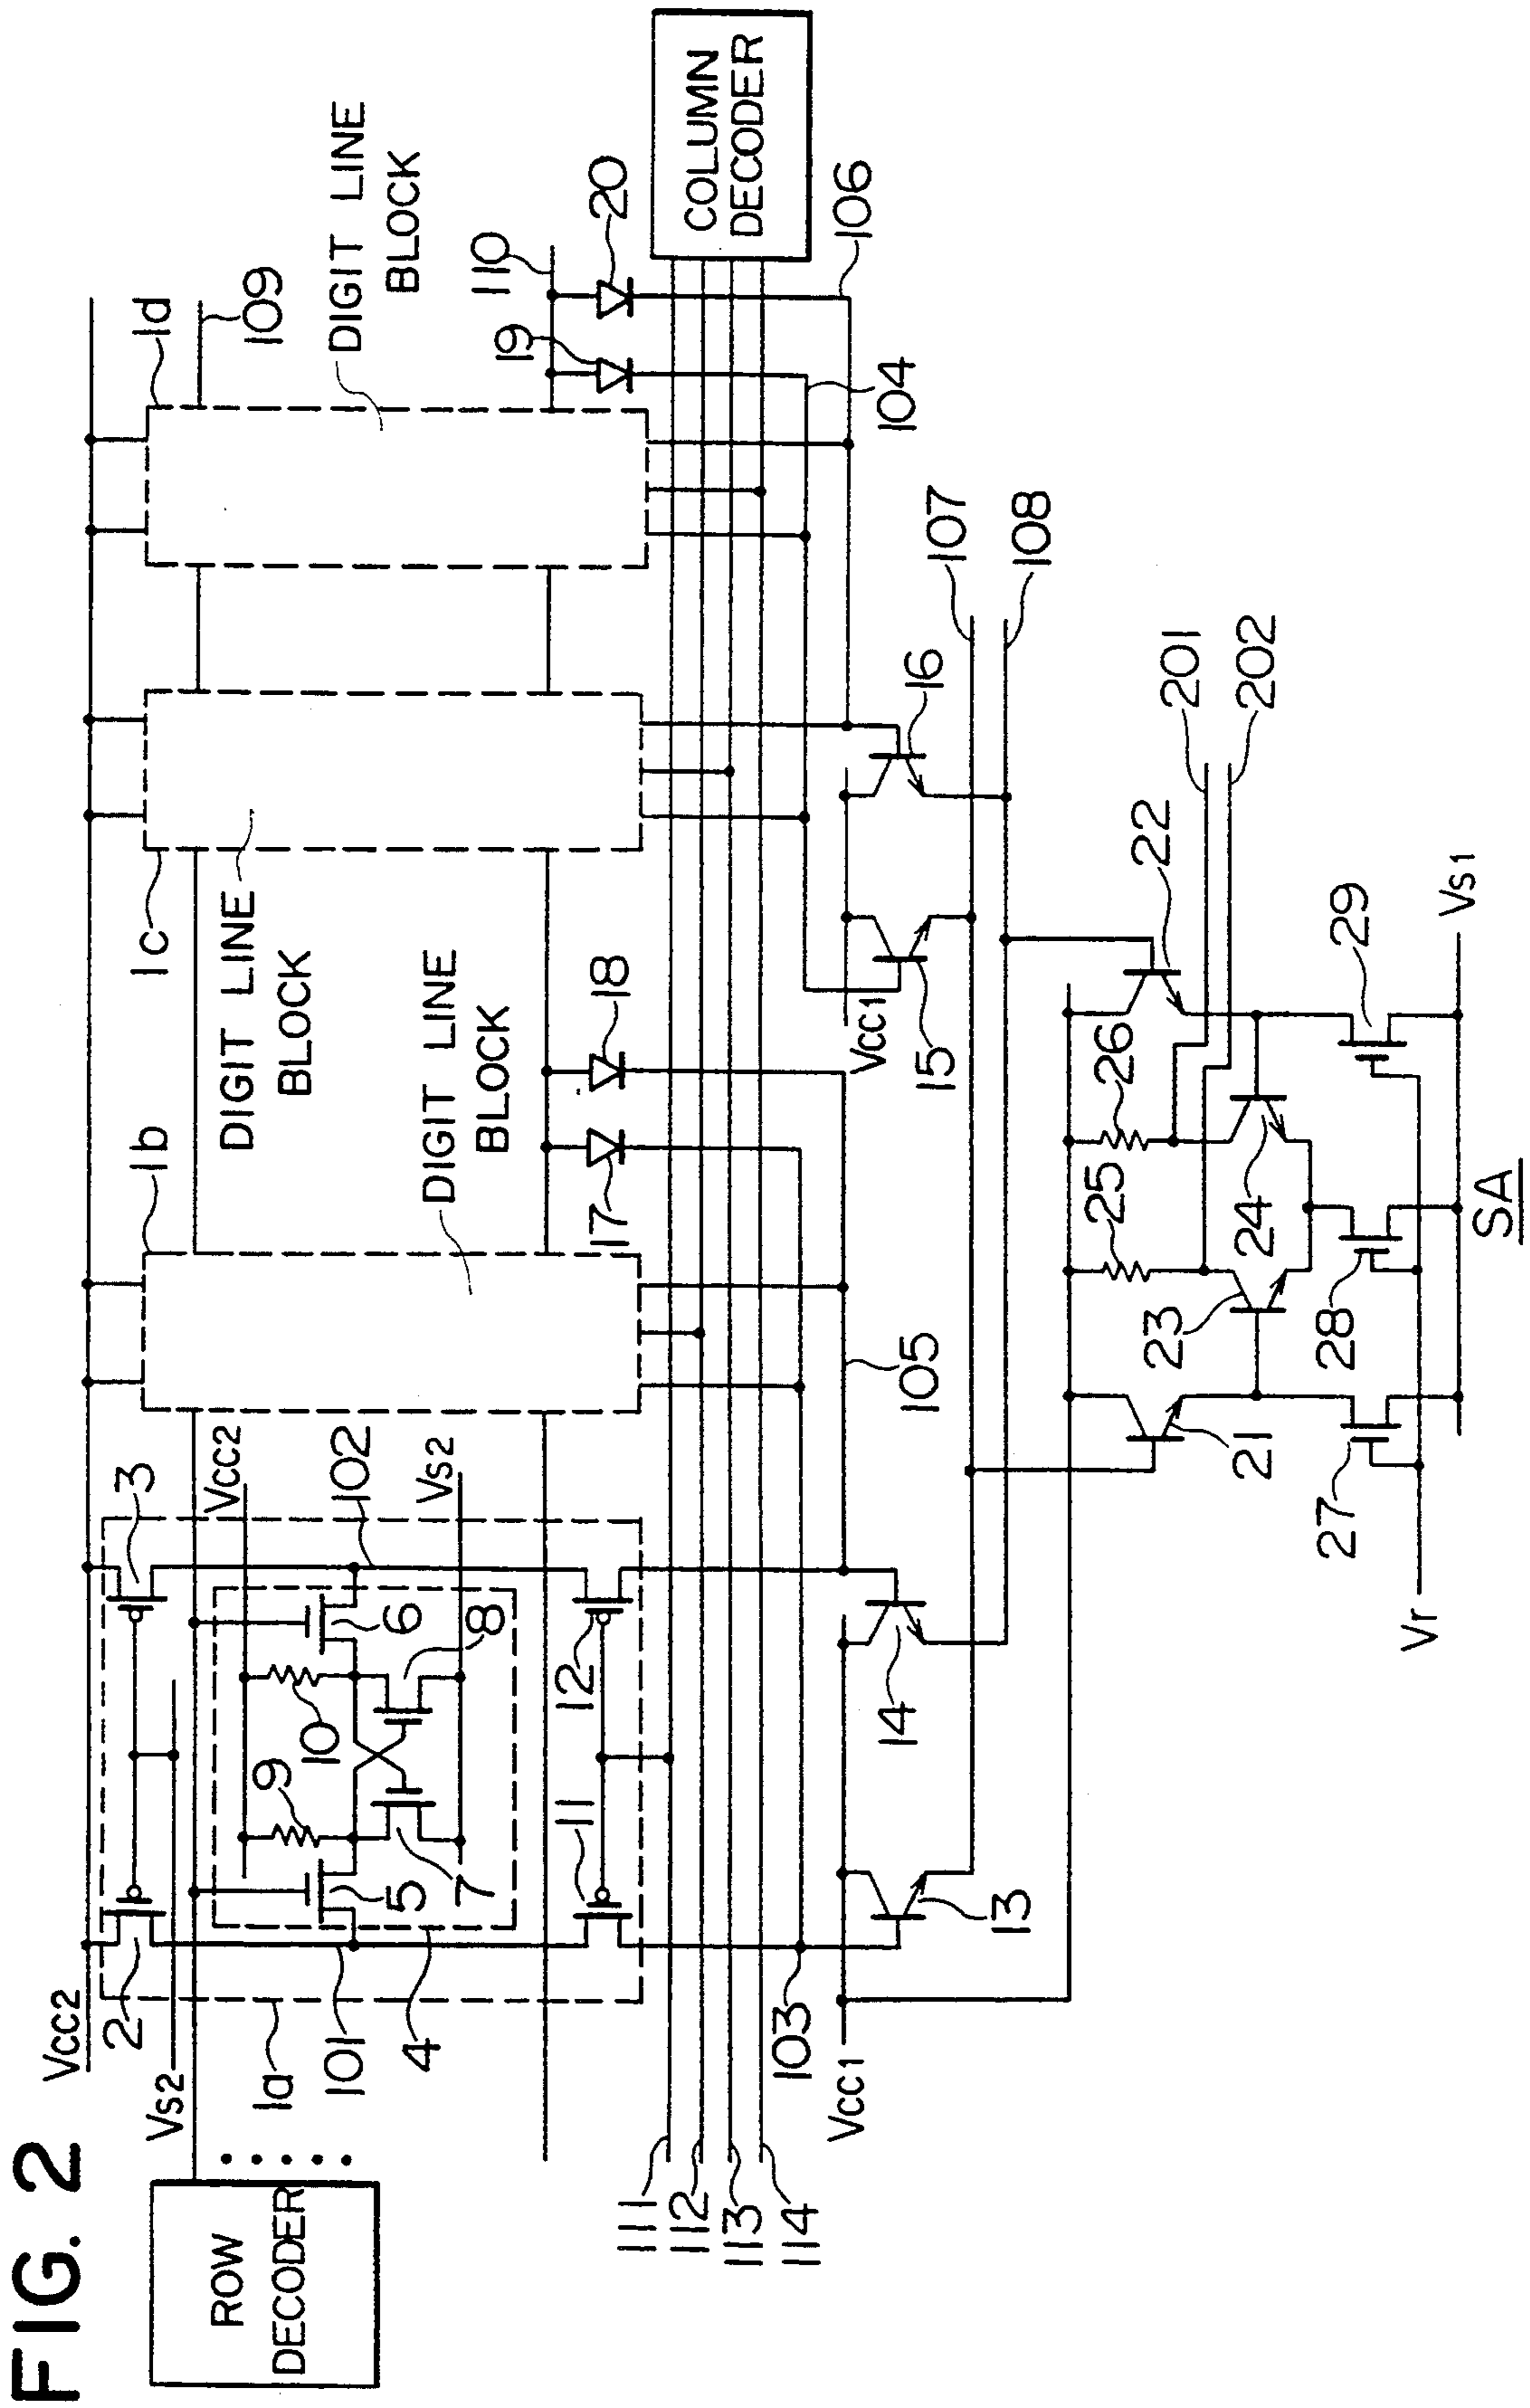 FIG. 2
ROW
DECODER
Vcc2
Vs2
1a
2
101
4
3
Vcc2
102
Vs2
5
6
7
8
9
10
11
12
1b
DIGIT LINE
BLOCK
17
18
1c
DIGIT LINE
BLOCK
1d
109
DIGIT LINE
BLOCK
110
19
20
COLUMN
DECODER
111
112
113
114
103
105
104
106
Vcc1
13
14
Vcc1
15
16
107
108
201
202
21
22
23
24
25
26
27
28
29
Vr
Vs1
SA